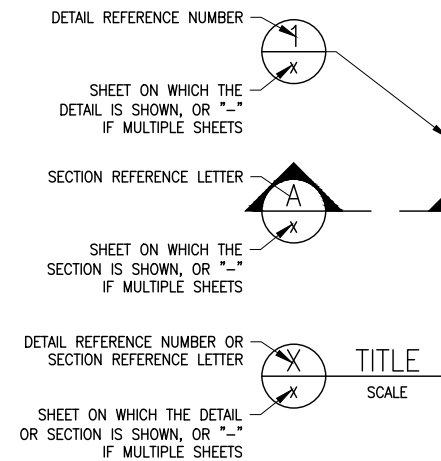 DETAIL REFERENCE NUMBER
1
x
SHEET ON WHICH THE
DETAIL IS SHOWN, OR "-"
IF MULTIPLE SHEETS
SECTION REFERENCE LETTER
A
x
SHEET ON WHICH THE
SECTION IS SHOWN, OR "-"
IF MULTIPLE SHEETS
DETAIL REFERENCE NUMBER OR
SECTION REFERENCE LETTER
X
TITLE
x
SCALE
SHEET ON WHICH THE DETAIL
OR SECTION IS SHOWN, OR "-"
IF MULTIPLE SHEETS